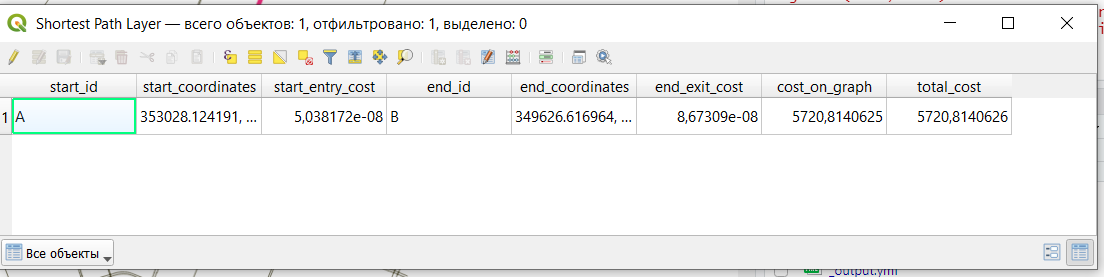 Shortest Path Layer — всего объектов: 1, отфильтровано: 1, выделено: 0
start_id start_coordinates start_entry_cost end_id end_coordinates end_exit_cost cost_on_graph total_cost
1 A 353028.124191, ... 5,038172e-08 B 349626.616964, ... 8,67309e-08 5720,8140625 5720,8140626
Все объекты
_output.yml